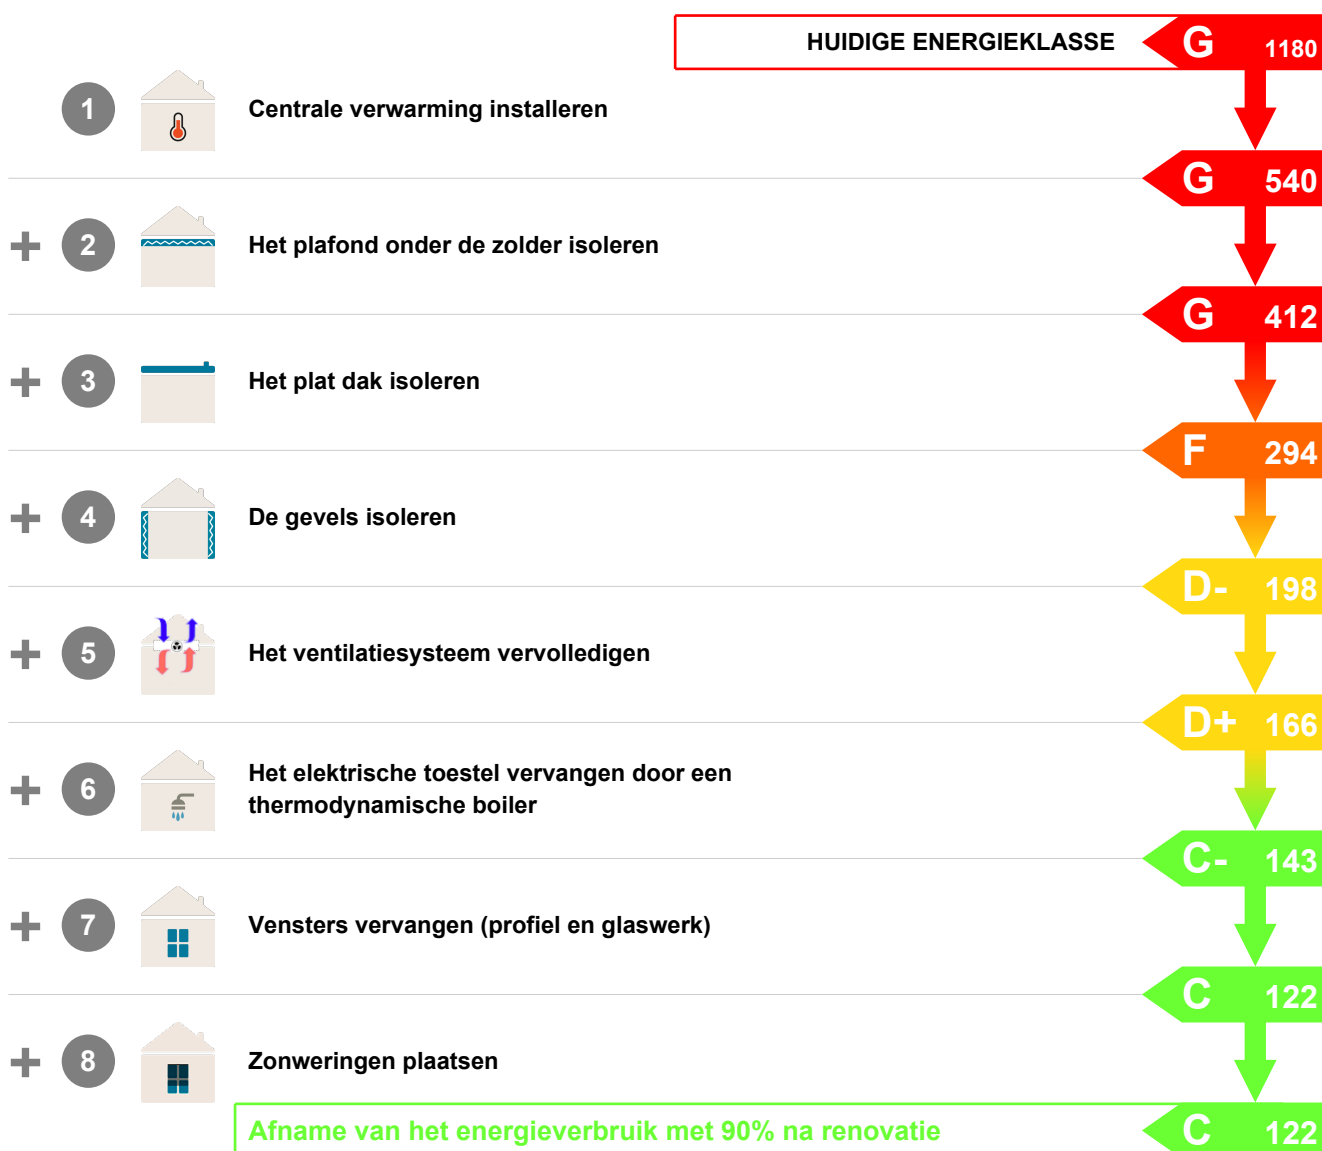 HUIDIGE ENERGIEKLASSE G 1180
1 Centrale verwarming installeren
G 540
+ 2 Het plafond onder de zolder isoleren
G 412
+ 3 Het plat dak isoleren
F 294
+ 4 De gevels isoleren
D- 198
+ 5 Het ventilatiesysteem vervolledigen
D+ 166
+ 6 Het elektrische toestel vervangen door een
thermodynamische boiler
C- 143
+ 7 Vensters vervangen (profiel en glaswerk)
C 122
+ 8 Zonweringen plaatsen
Afname van het energieverbruik met 90% na renovatie C 122